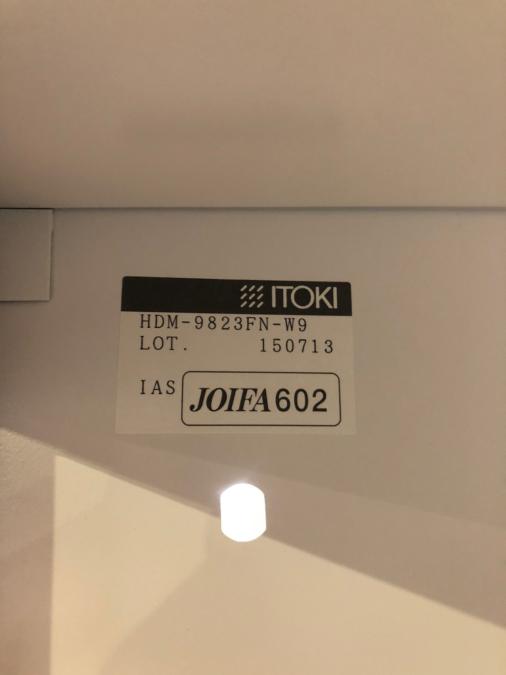 ITOKI
HDM-9823FN-W9
LOT. 150713
IAS JOIFA602